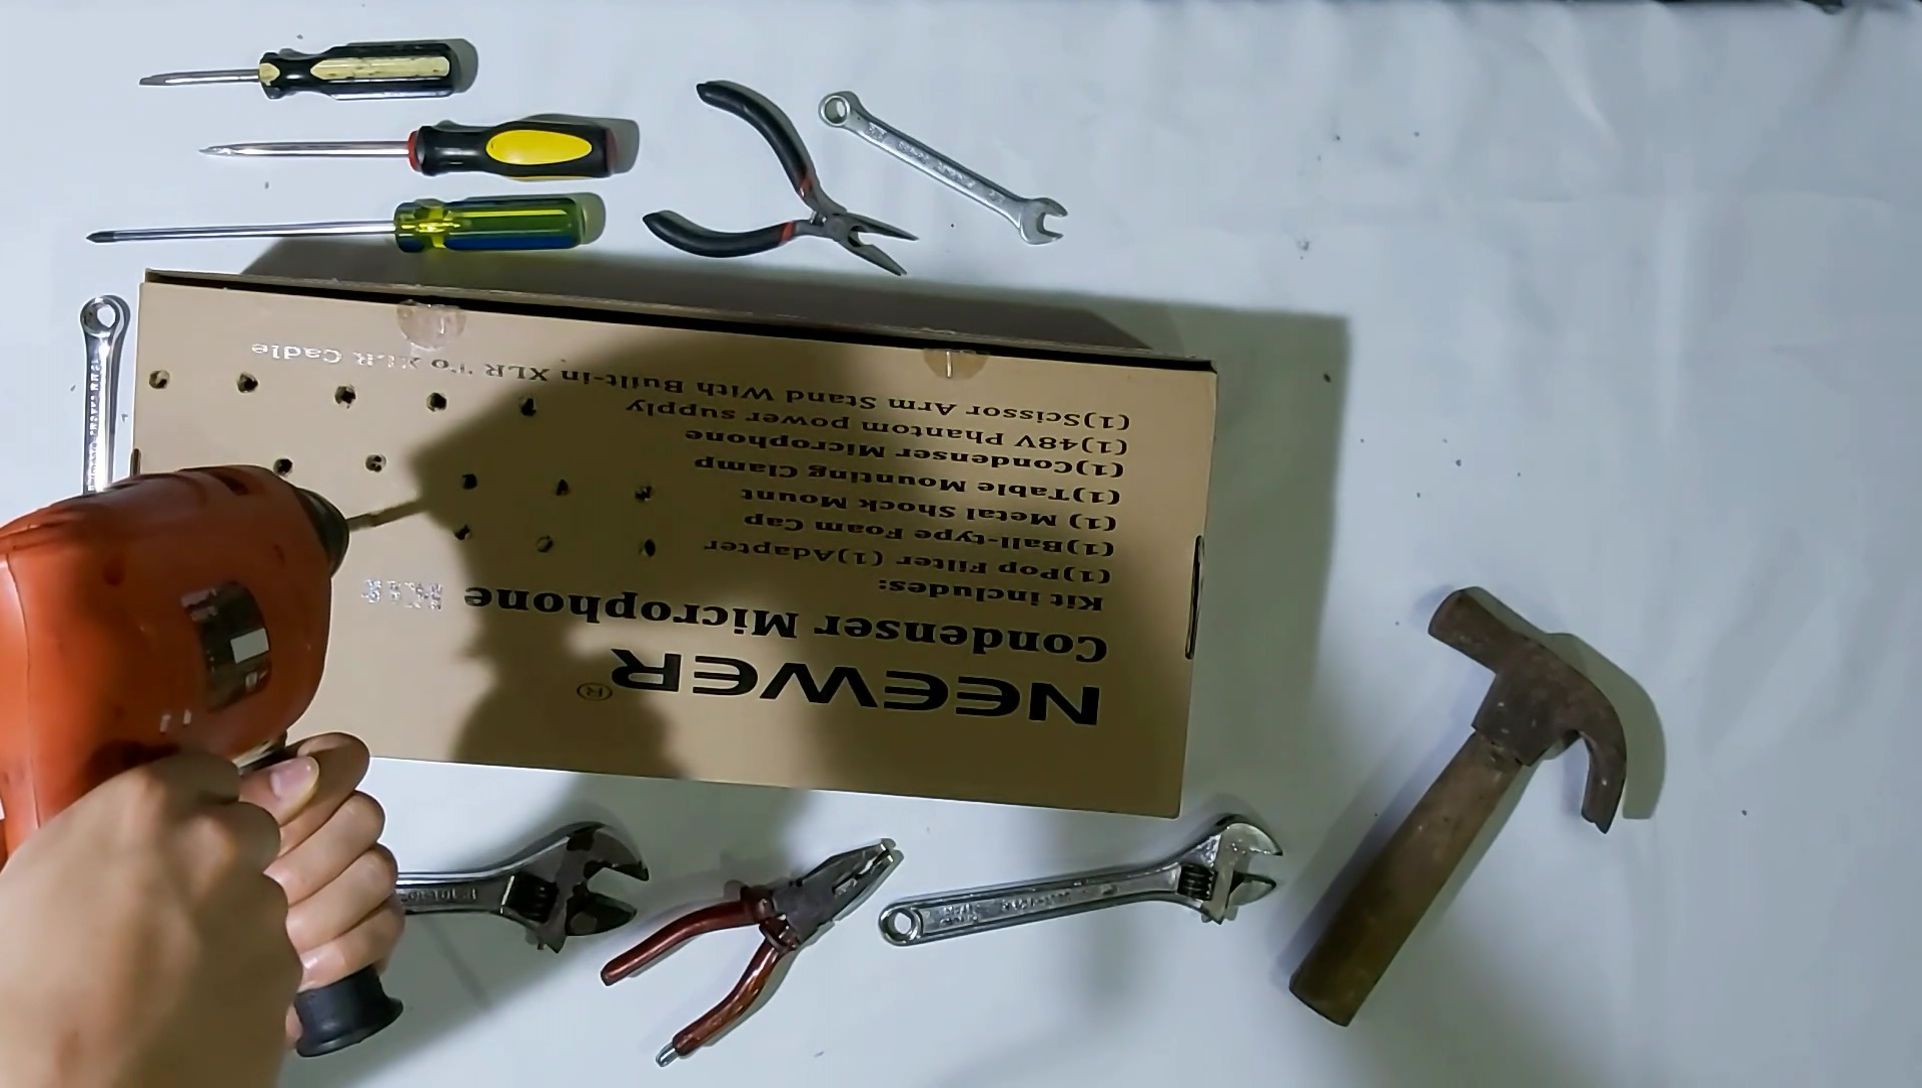 NEEWER®
Condenser Microphone
Kit includes:
(1)Pop Filter (1)Adapter
(1)Ball-type Foam Cap
(1) Metal Shock Mount
(1)Table Mounting Clamp
(1)Condenser Microphone
(1)48V Phantom power supply
(1)Scissor Arm Stand With Built-in XLR To XLR Cadle